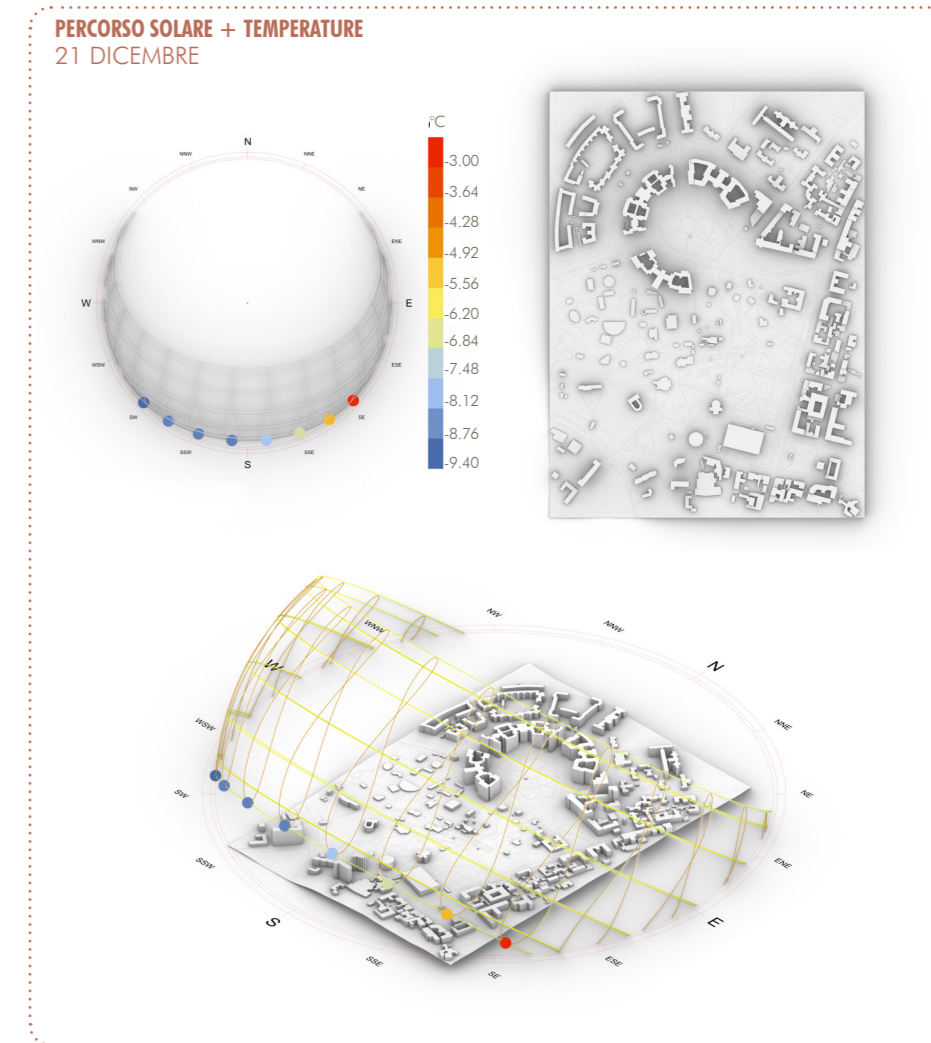 PERCORSO SOLARE + TEMPERATURE
21 DICEMBRE
°C
N
NNW
NNE
NW
NE
WNW
ENE
W
E
WSW
ESE
SW
SE
SSW
SSE
S
-3.00
-3.64
-4.28
-4.92
-5.56
-6.20
-6.84
-7.48
-8.12
-8.76
-9.40
NW
NNW
WNW
N
W
NNE
WSW
SW
NE
SSW
ENE
S
E
SSE
SE
ESE